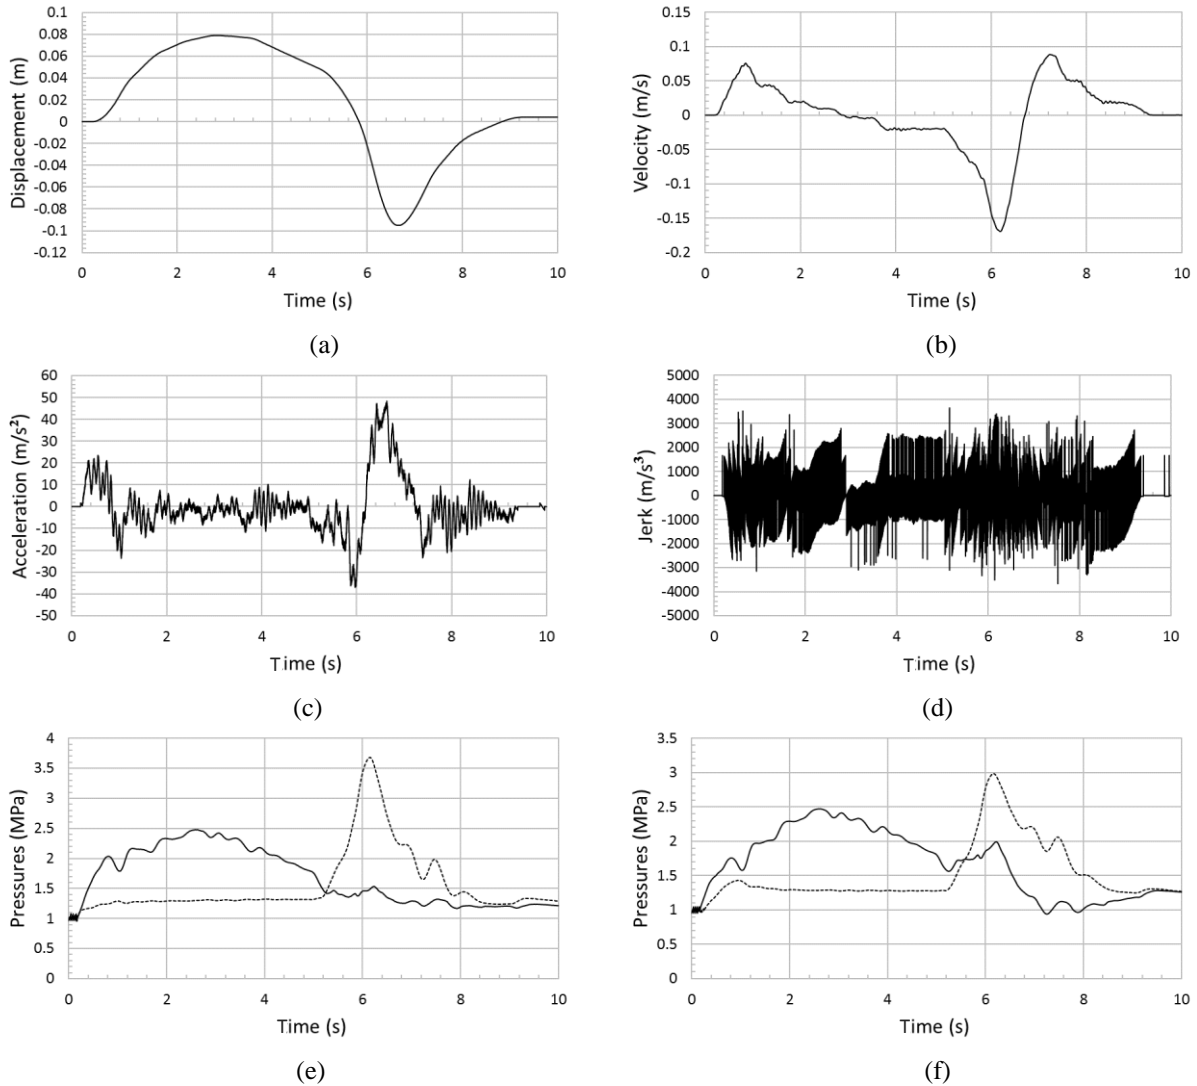 Displacement (m)
0.1
0.08
0.06
0.04
0.02
0
-0.02
-0.04
-0.06
-0.08
-0.1
-0.12
0 2 4 6 8 10
Time (s)
(a)
Velocity (m/s)
0.15
0.1
0.05
0
-0.05
-0.1
-0.15
-0.2
0 2 4 6 8 10
Time (s)
(b)
Acceleration (m/s²)
60
50
40
30
20
10
0
-10
-20
-30
-40
-50
0 2 4 6 8 10
Time (s)
(c)
Jerk (m/s³)
5000
4000
3000
2000
1000
0
-1000
-2000
-3000
-4000
-5000
0 2 4 6 8 10
Time (s)
(d)
Pressures (MPa)
4
3.5
3
2.5
2
1.5
1
0.5
0
0 2 4 6 8 10
Time (s)
(e)
Pressures (MPa)
3.5
3
2.5
2
1.5
1
0.5
0
0 2 4 6 8 10
Time (s)
(f)